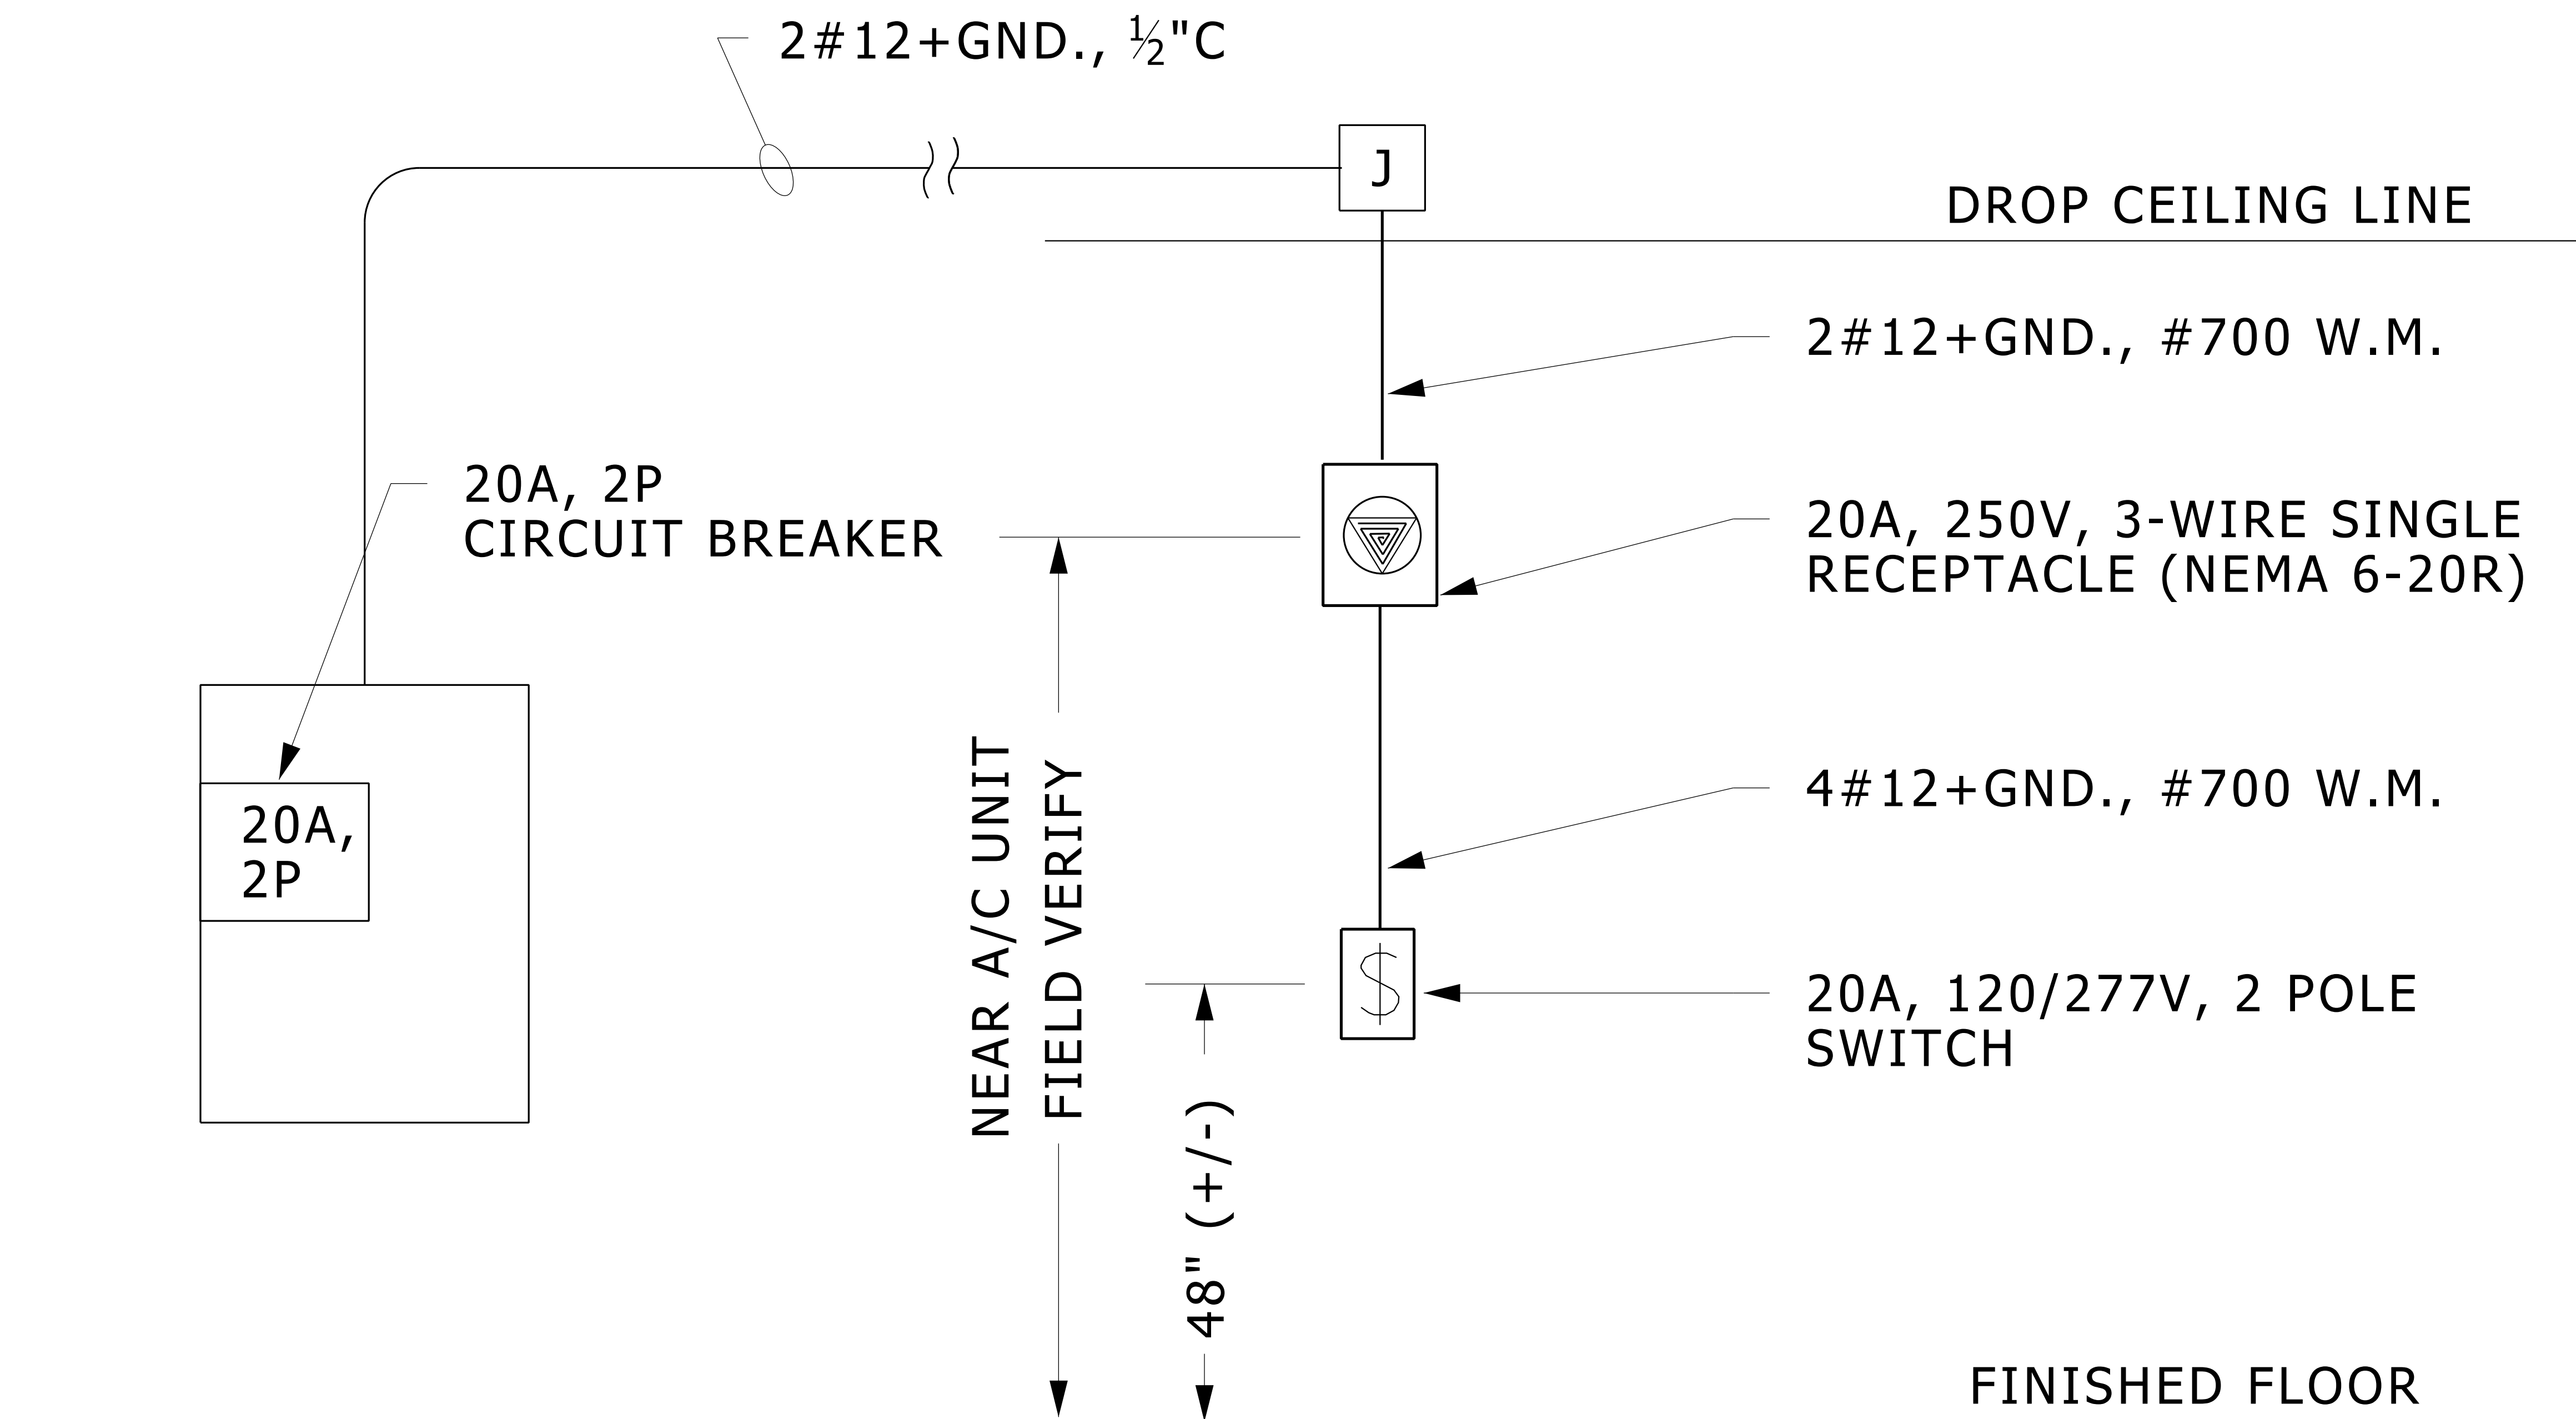 2#12+GND., ½"C
J
DROP CEILING LINE
2#12+GND., #700 W.M.
20A, 2P
CIRCUIT BREAKER
20A, 250V, 3-WIRE SINGLE
RECEPTACLE (NEMA 6-20R)
20A,
2P
NEAR A/C UNIT
FIELD VERIFY
4#12+GND., #700 W.M.
$
20A, 120/277V, 2 POLE
SWITCH
48" (+/-)
FINISHED FLOOR